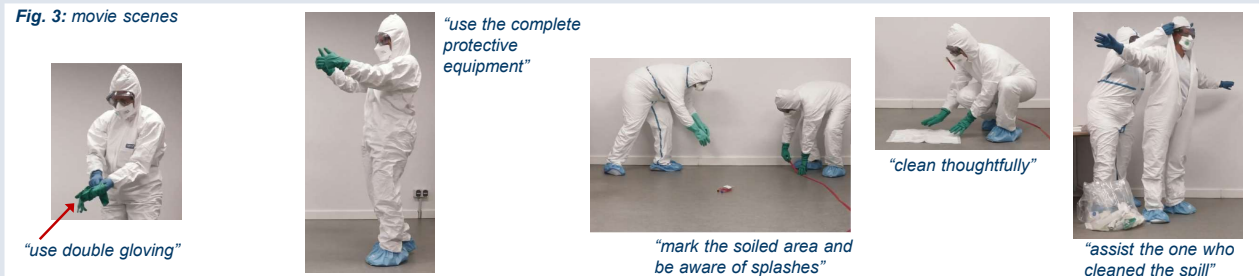 Fig. 3: movie scenes
"use double gloving"
"use the complete
protective
equipment"
"mark the soiled area and
be aware of splashes"
"clean thoughtfully"
"assist the one who
cleaned the spill"